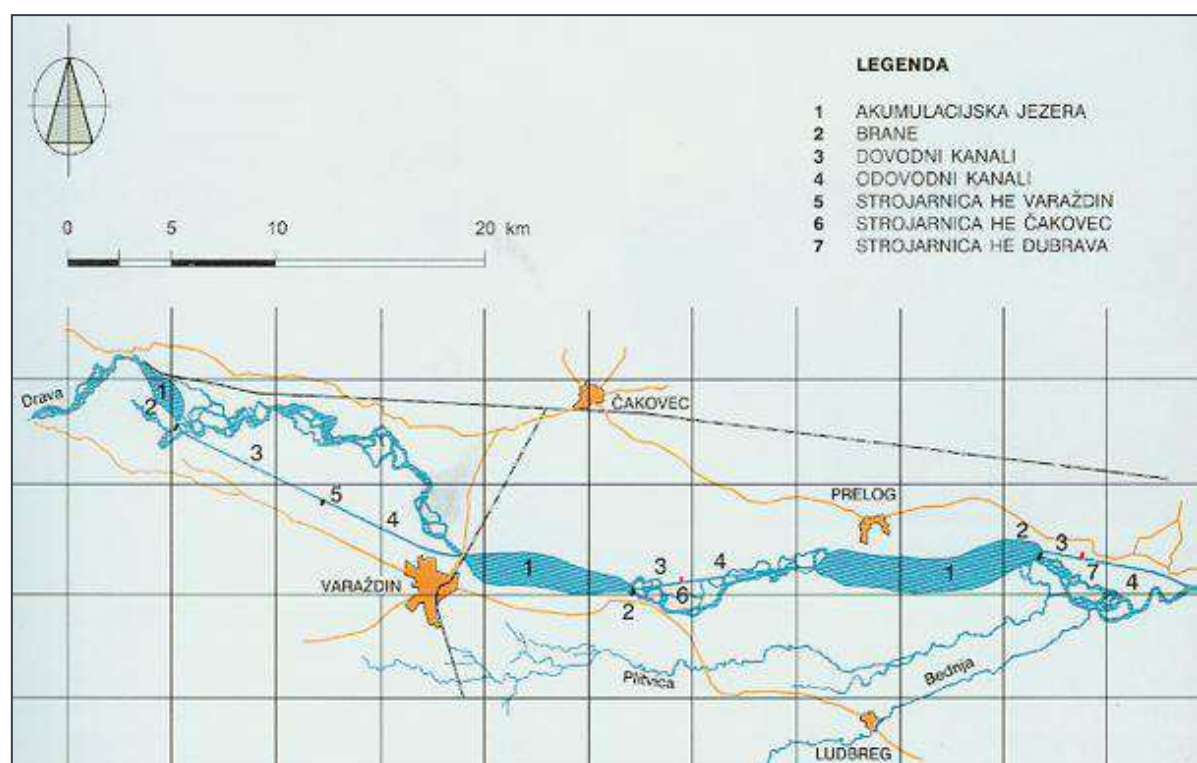 LEGENDA
1 AKUMULACIJSKA JEZERA
2 BRANE
3 DOVODNI KANALI
4 ODOVODNI KANALI
5 STROJARNICA HE VARAŽDIN
6 STROJARNICA HE ČAKOVEC
7 STROJARNICA HE DUBRAVA
0 5 10 20 km
Drava
1
2
ČAKOVEC
3
5
4
PRELOG
VARAŽDIN
1
3
4
6
2
1
2
3
7
4
Plitvica
Bednja
LUDBREG